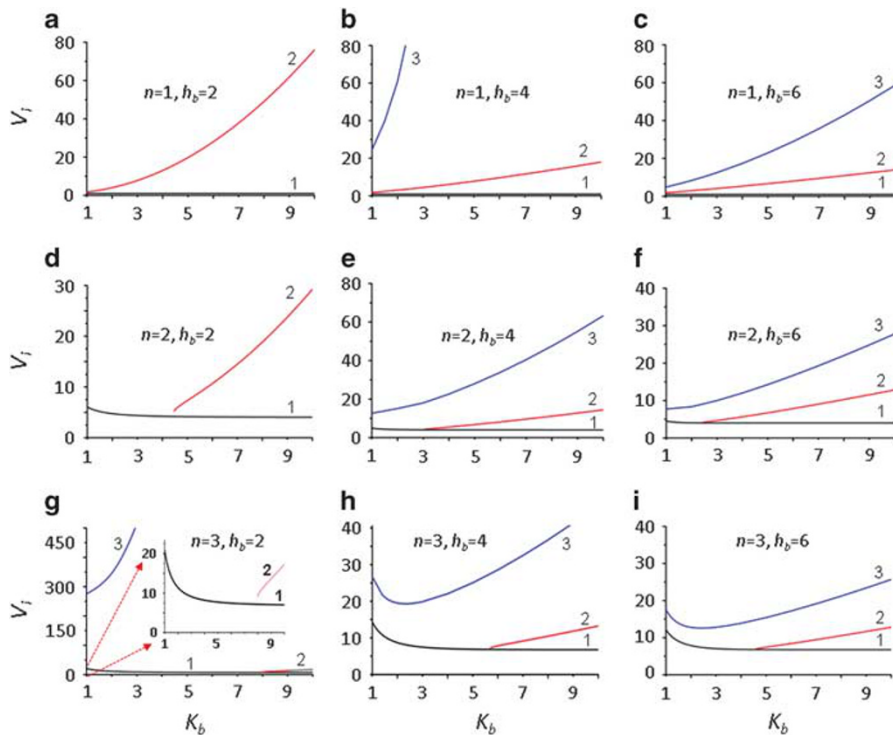 a
b
c
80
60
40
20
0
V_i
n=1, h_b=2
2
1
1 3 5 7 9
80
60
40
20
0
3
n=1, h_b=4
2
1
1 3 5 7 9
80
60
40
20
0
n=1, h_b=6
3
2
1
1 3 5 7 9
d
e
f
30
20
10
0
V_i
n=2, h_b=2
2
1
1 3 5 7 9
80
60
40
20
0
n=2, h_b=4
3
2
1
1 3 5 7 9
40
30
20
10
0
n=2, h_b=6
3
2
1
1 3 5 7 9
g
h
i
450
300
150
0
V_i
3
n=3, h_b=2
20
10
0
2
1
1 5 9
1
2
1 3 5 7 9
K_b
40
30
20
10
0
n=3, h_b=4
3
2
1
1 3 5 7 9
K_b
40
30
20
10
0
n=3, h_b=6
3
2
1
1 3 5 7 9
K_b